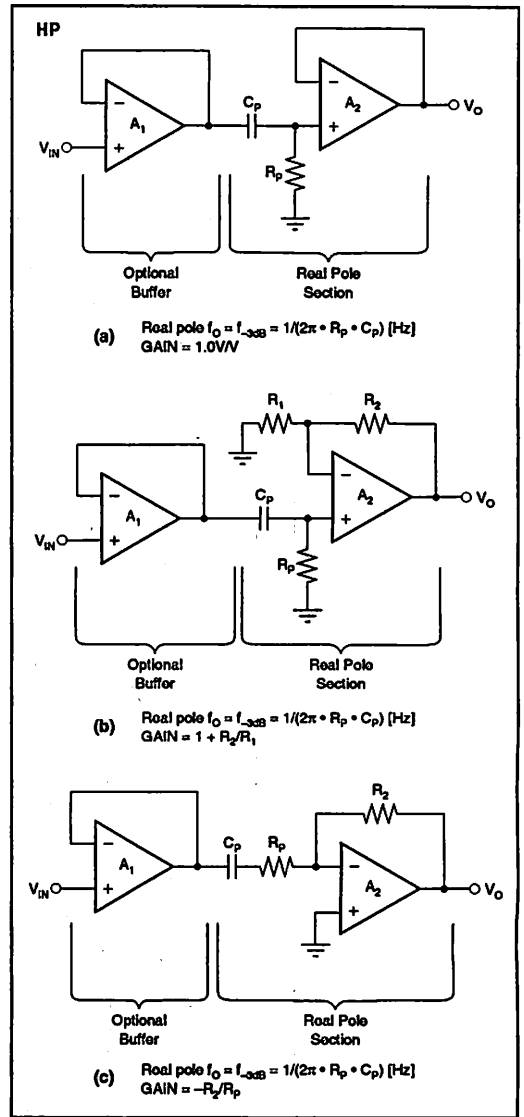 HP
A1
VIN
CP
RP
A2
VO
Optional
Buffer
Real Pole
Section
(a) Real pole fO = f–3dB = 1/(2π • RP • CP) [Hz]
GAIN = 1.0V/V
R1
R2
A1
VIN
CP
RP
A2
VO
Optional
Buffer
Real Pole
Section
(b) Real pole fO = f–3dB = 1/(2π • RP • CP) [Hz]
GAIN = 1 + R2/R1
R2
A1
VIN
CP
RP
A2
VO
Optional
Buffer
Real Pole
Section
(c) Real pole fO = f–3dB = 1/(2π • RP • CP) [Hz]
GAIN = –R2/RP